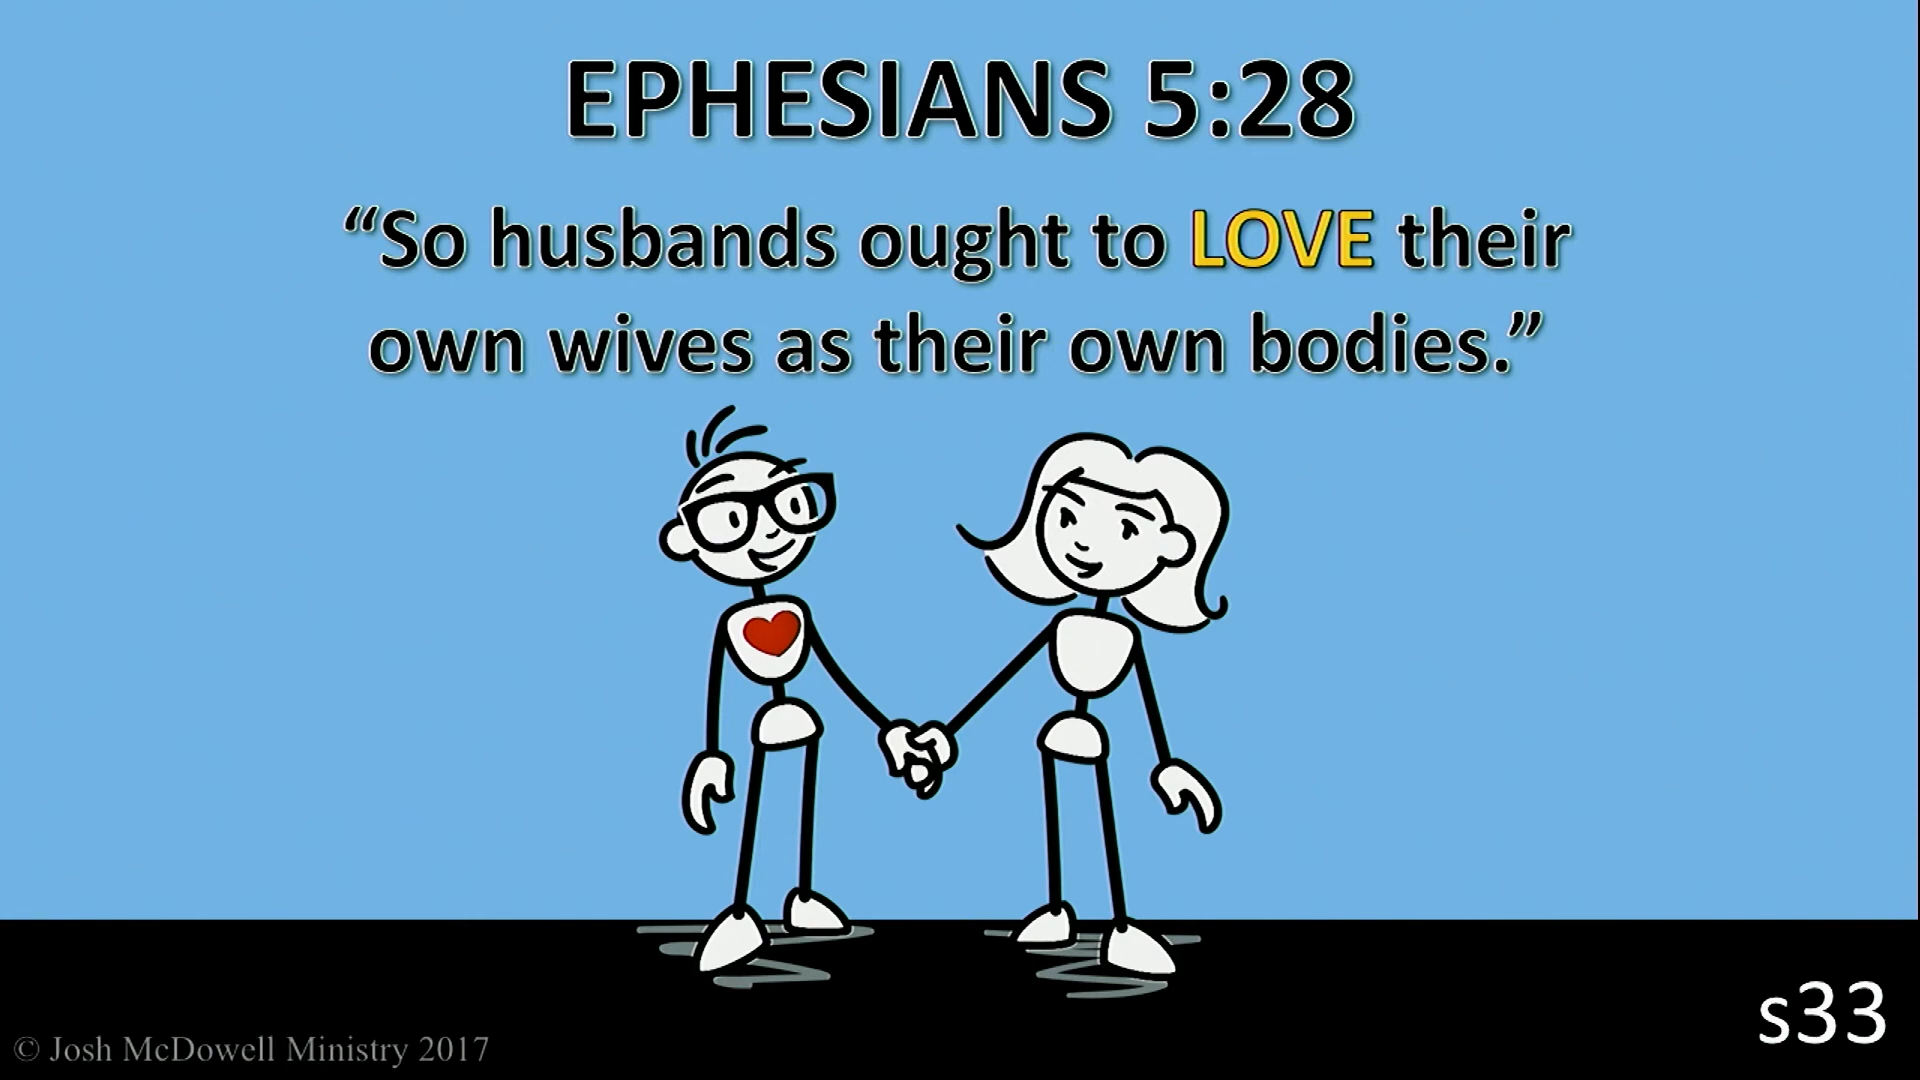 EPHESIANS 5:28
“So husbands ought to LOVE their
own wives as their own bodies.”
s33
© Josh McDowell Ministry 2017